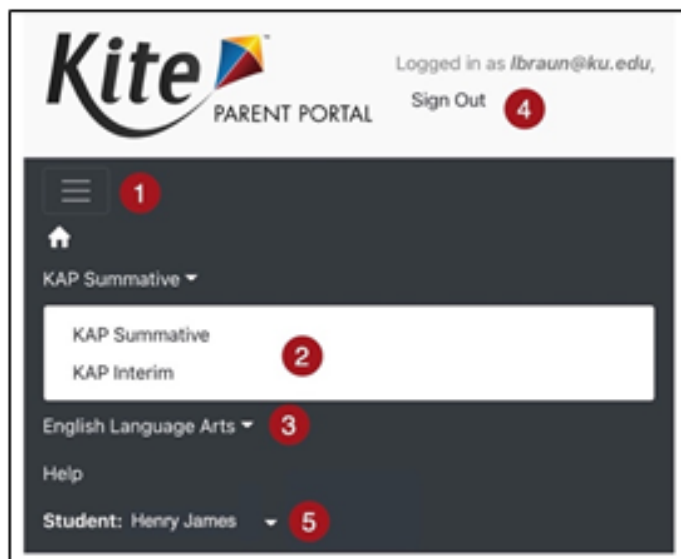 Kite™
PARENT PORTAL
Logged in as lbraun@ku.edu,
Sign Out 4
1
KAP Summative
KAP Summative
KAP Interim
2
English Language Arts 3
Help
Student: Henry James 5